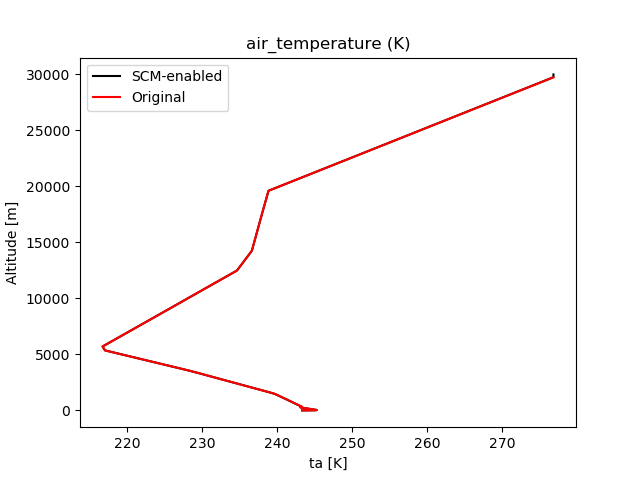 air_temperature (K)
SCM-enabled
Original
30000
25000
20000
15000
10000
5000
0
Altitude [m]
220
230
240
250
260
270
ta [K]